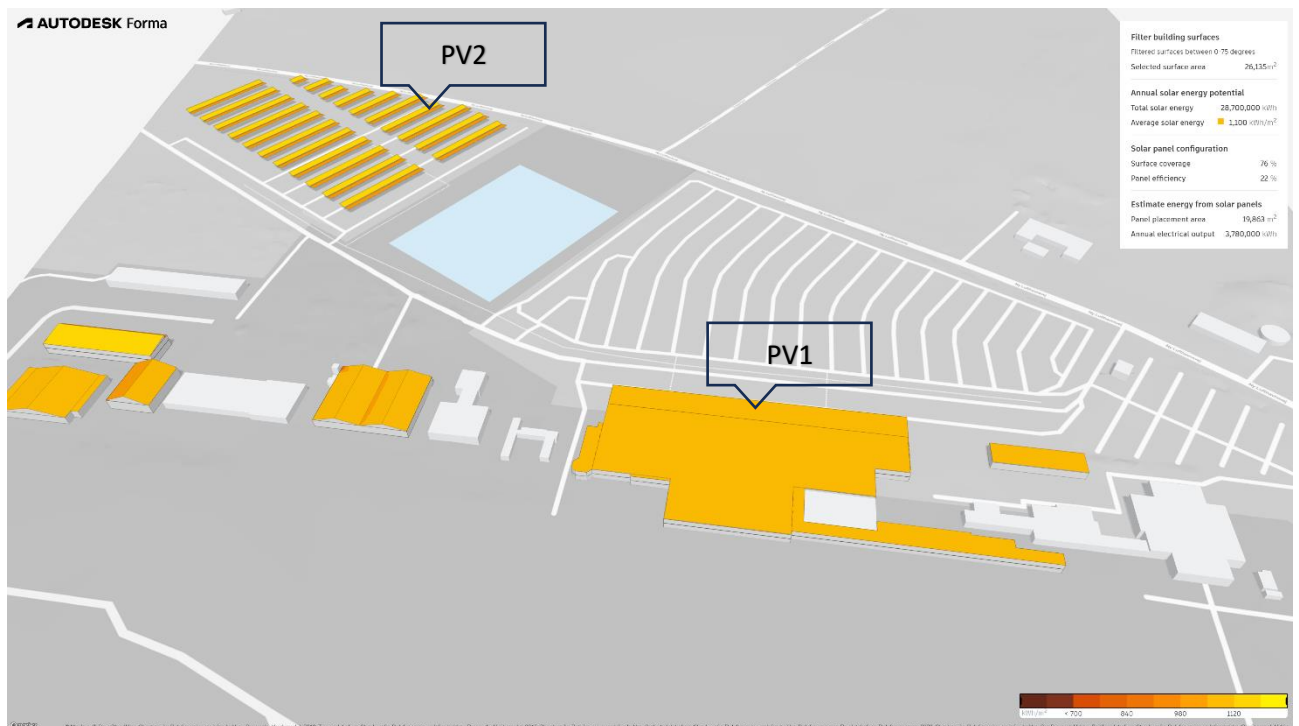 AUTODESK Forma
PV2
PV1
Filter building surfaces
Filtered surfaces between 0-75 degrees
Selected surface area 26,135m²
Annual solar energy potential
Total solar energy 28,700,000 kWh
Average solar energy 1,100 kWh/m²
Solar panel configuration
Surface coverage 76 %
Panel efficiency 22 %
Estimate energy from solar panels
Panel placement area 19,863 m²
Annual electrical output 3,780,000 kWh
kWh/m² < 700 840 980 1120